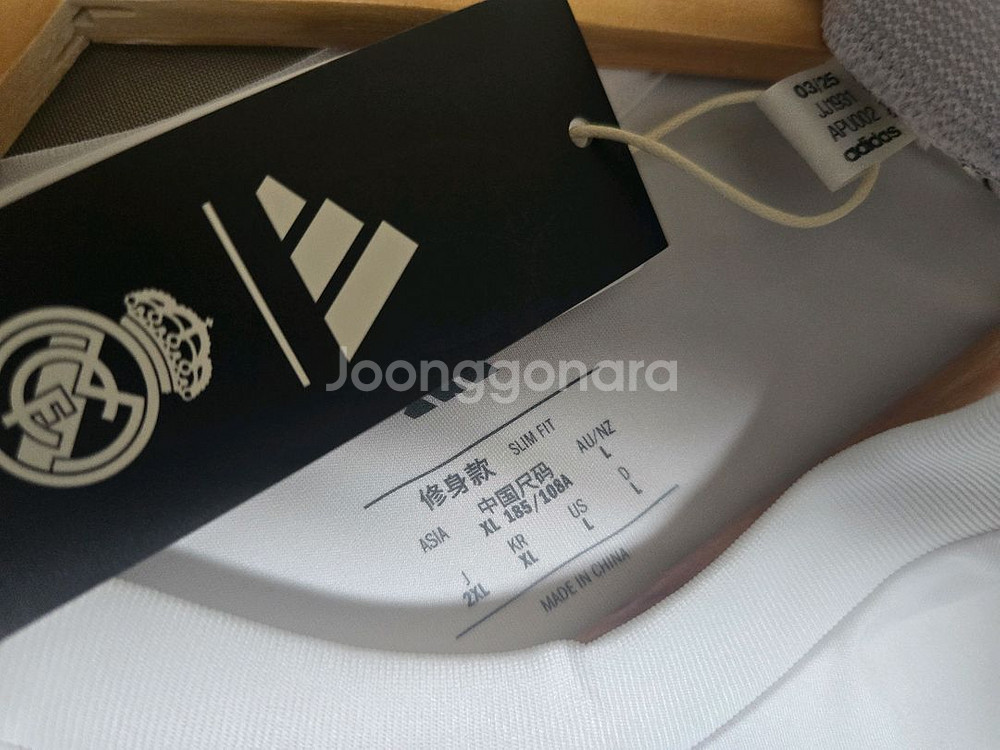 03/25
JJ1931
APU002
adidas
Joonggonara
修身款 SLIM FIT
ASIA 中国尺码 AU/NZ
XL 185/108A L
J KR US D
2XL XL L L
MADE IN CHINA